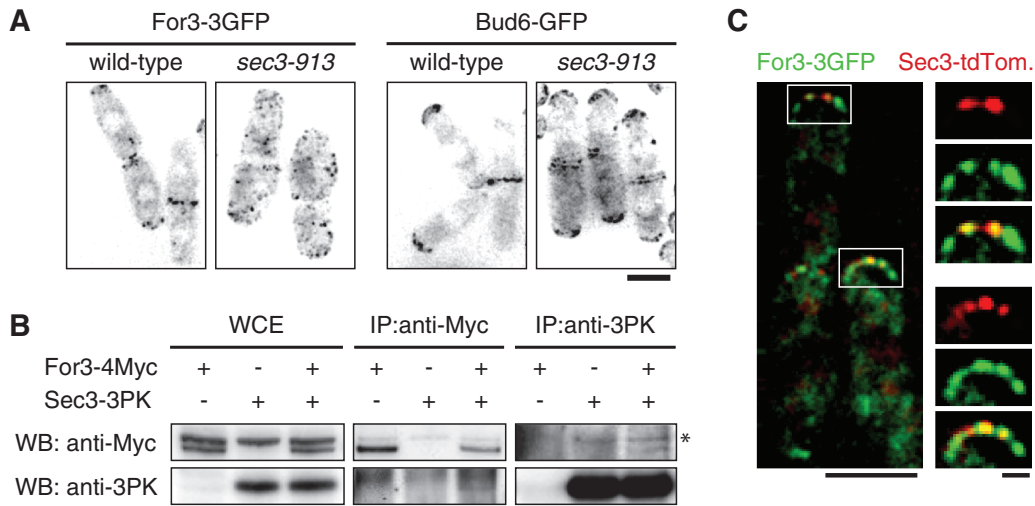 A
For3-3GFP
Bud6-GFP
wild-type
sec3-913
wild-type
sec3-913
B
WCE
IP:anti-Myc
IP:anti-3PK
For3-4Myc
+ - + + - + + - +
Sec3-3PK
- + + - + + - + +
WB: anti-Myc
*
WB: anti-3PK
C
For3-3GFP Sec3-tdTom.